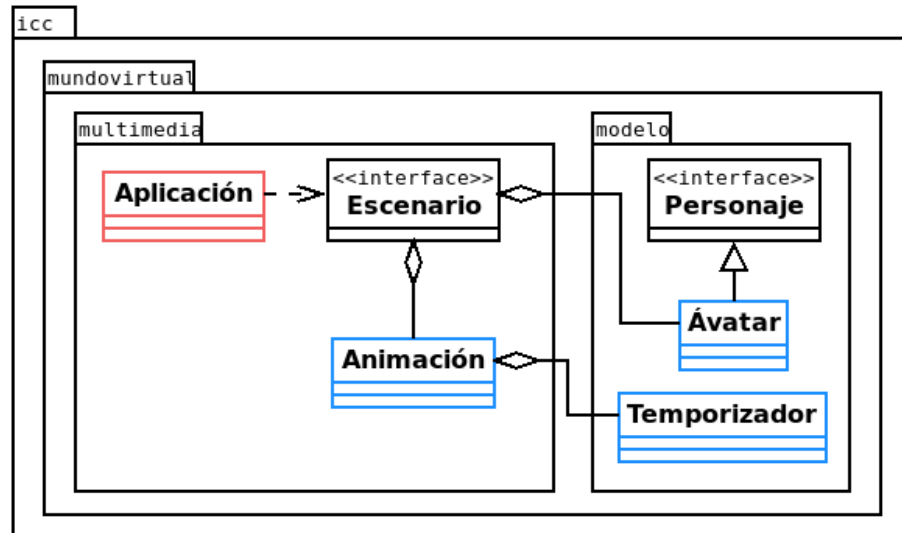 icc
mundovirtual
multimedia
modelo
Aplicación
<<interface>>
Escenario
<<interface>>
Personaje
Ávatar
Animación
Temporizador